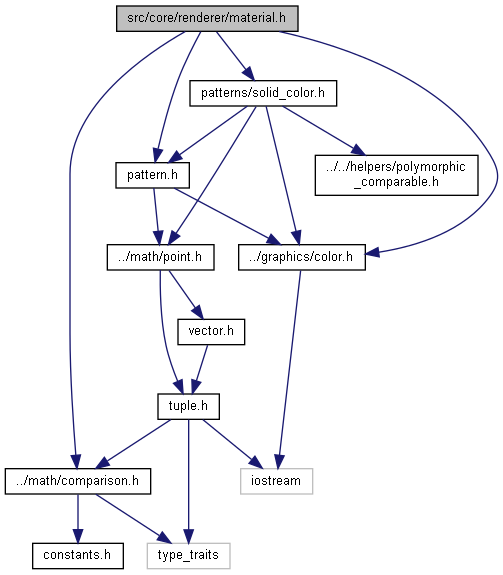 src/core/renderer/material.h
patterns/solid_color.h
pattern.h
../../helpers/polymorphic
_comparable.h
../math/point.h
../graphics/color.h
vector.h
tuple.h
../math/comparison.h
iostream
constants.h
type_traits